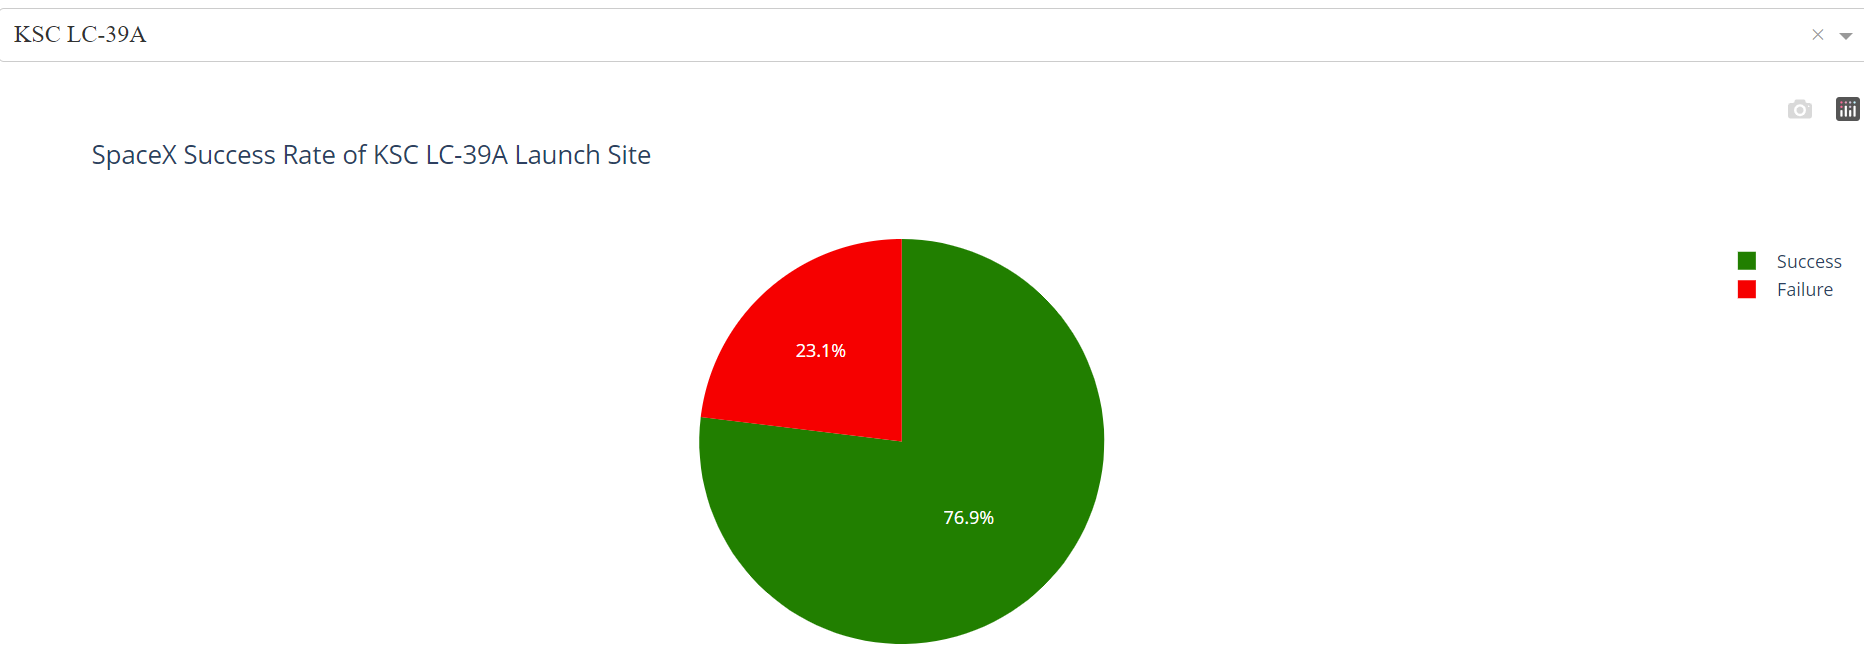 KSC LC-39A
SpaceX Success Rate of KSC LC-39A Launch Site
Success
Failure
23.1%
76.9%